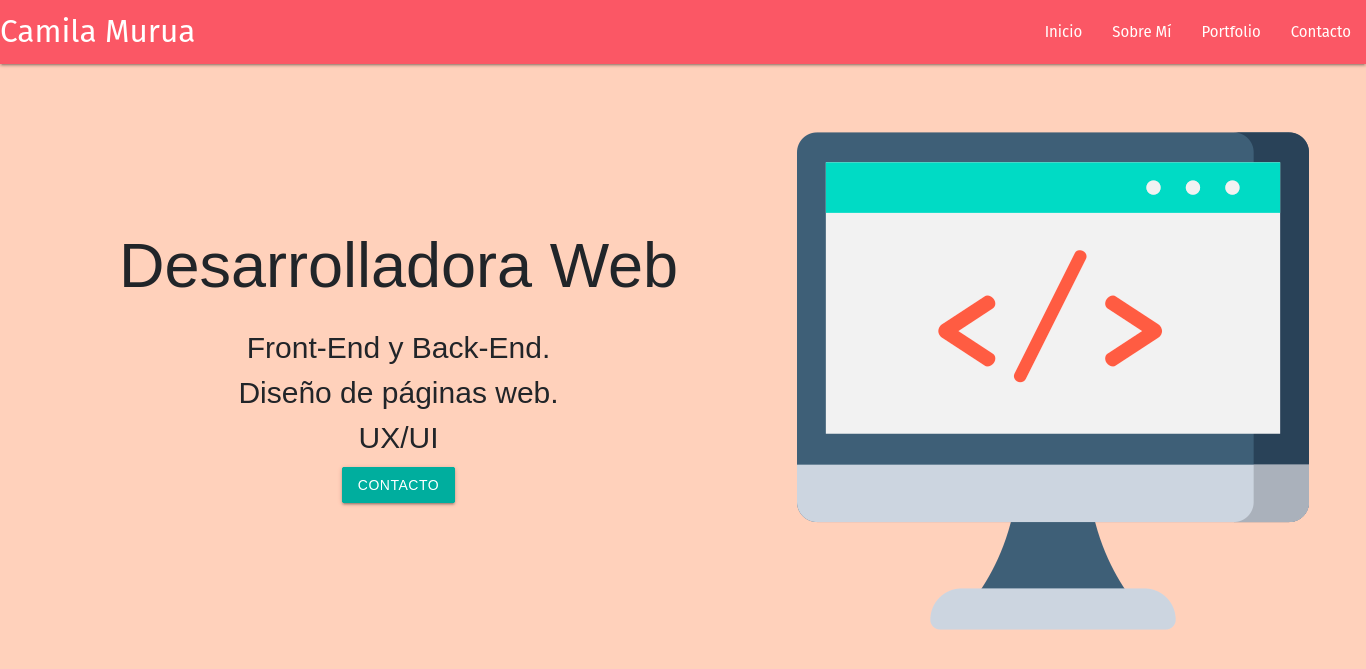 Camila Murua
Inicio Sobre Mí Portfolio Contacto
Desarrolladora Web
Front-End y Back-End.
Diseño de páginas web.
UX/UI
CONTACTO
</>